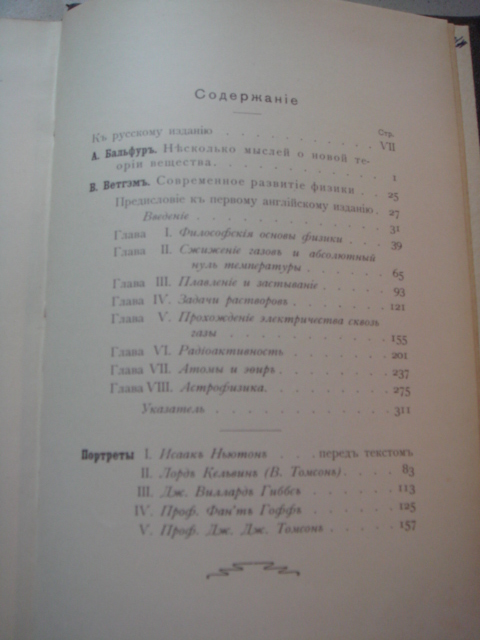 Содержаніе
Стр.
Къ русскому изданію . . . . . . . . . . . VII
А. Бальфуръ. Нѣсколько мыслей о новой тео-
ріи вещества. . . . . . . . . . . 1
В. Ветгэмъ. Современное развитіе физики . . . 25
Предисловіе къ первому англійскому изданію . 27
Введеніе . . . . . . . . . . . 31
Глава I. Философскія основы физики . . . . 39
Глава II. Сжиженіе газовъ и абсолютный
нуль температуры . . . . . . . 65
Глава III. Плавленіе и застываніе . . . . . . 93
Глава IV. Задачи растворовъ . . . . . . . 121
Глава V. Прохожденіе электричества сквозь
газы . . . . . . . . . . . 155
Глава VI. Радіоактивность . . . . . . . . 201
Глава VII. Атомы и эѳиръ. . . . . . . . . 237
Глава VIII. Астрофизика. . . . . . . . . . 275
Указатель . . . . . . . . . . . 311
Портреты I. Исаакъ Ньютонъ . . . . передъ текстомъ
II. Лордъ Кельвинъ (В. Томсонъ) . . . . 83
III. Дж. Виллардъ Гиббсъ . . . . . . 113
IV. Проф. Фан'тъ Гоффъ . . . . . . 125
V. Проф. Дж. Дж. Томсонъ . . . . . 157